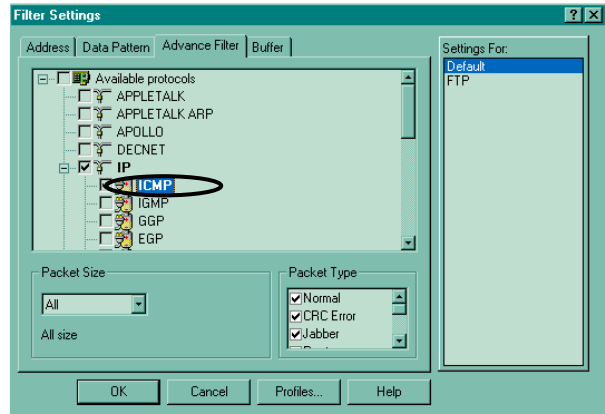 Filter Settings
Address Data Pattern Advance Filter Buffer
Settings For:
Default
FTP
Available protocols
APPLETALK
APPLETALK ARP
APOLLO
DECNET
IP
ICMP
IGMP
GGP
EGP
Packet Size
All
All size
Packet Type
Normal
CRC Error
Jabber
OK Cancel Profiles... Help